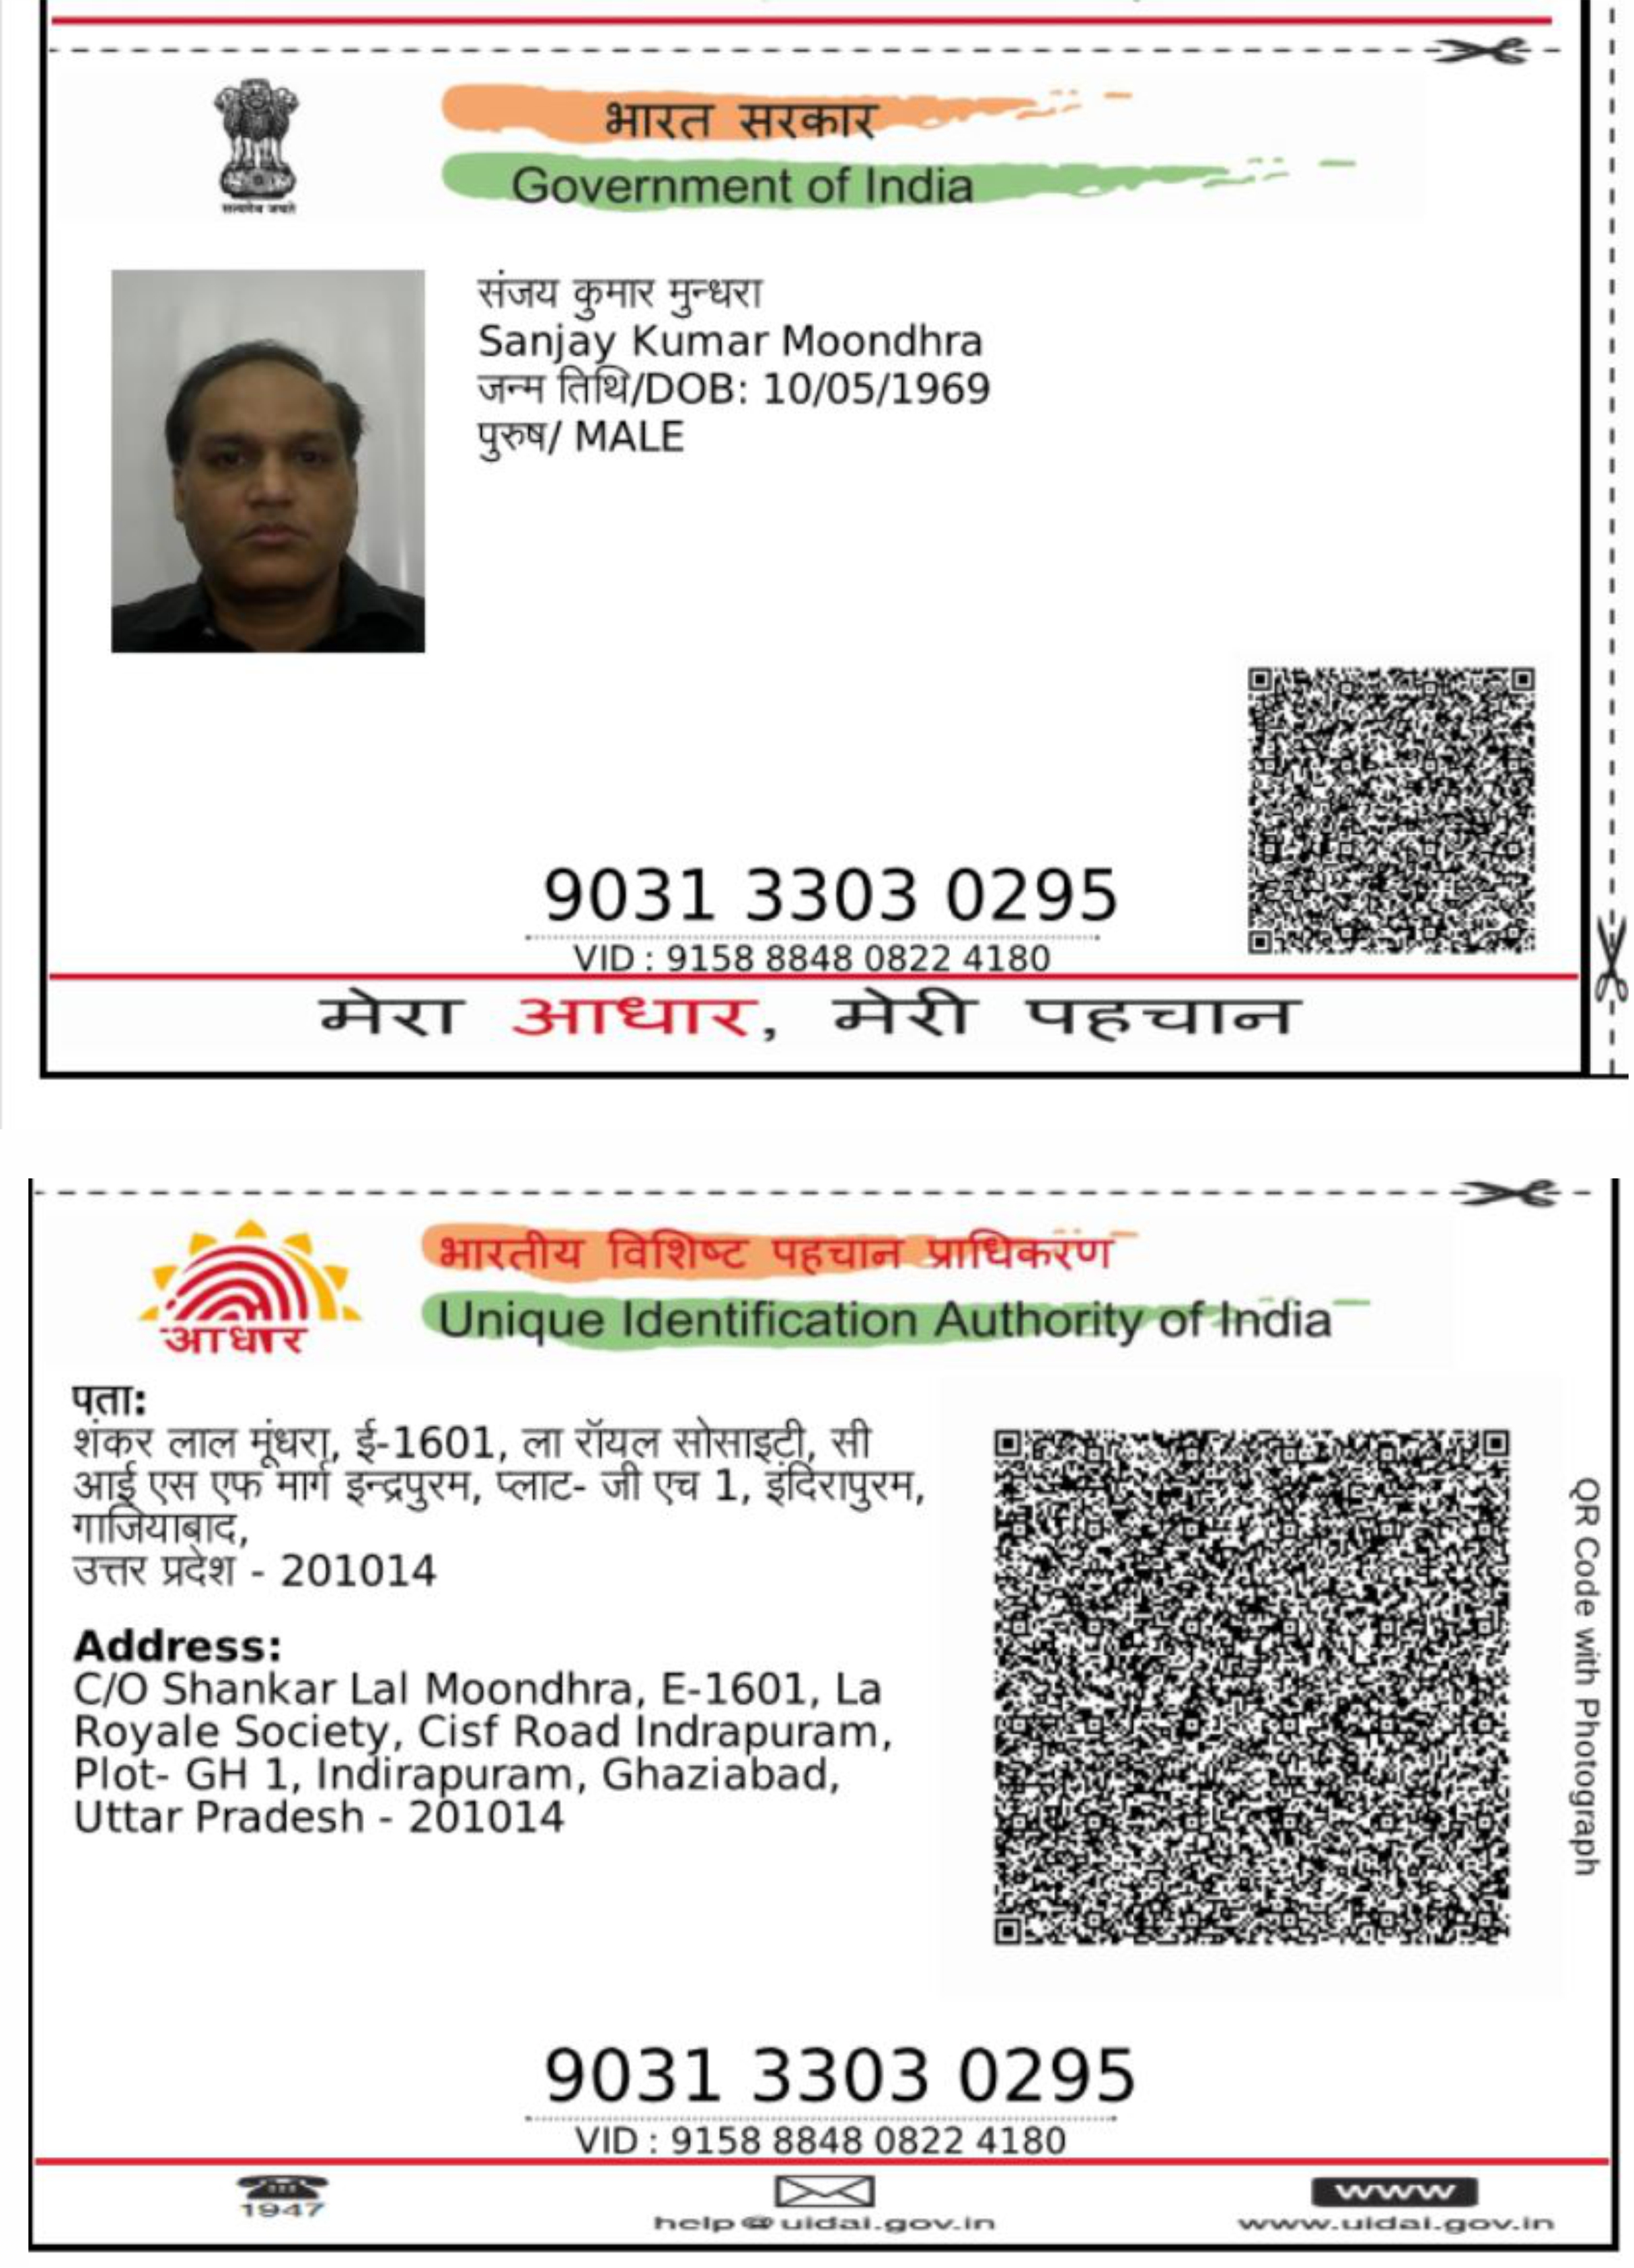 भारत सरकार
Government of India
सत्यमेव जयते
संजय कुमार मुन्धरा
Sanjay Kumar Moondhra
जन्म तिथि/DOB: 10/05/1969
पुरुष/ MALE
9031 3303 0295
VID : 9158 8848 0822 4180
मेरा आधार, मेरी पहचान
भारतीय विशिष्ट पहचान प्राधिकरण
Unique Identification Authority of India
आधार
पता:
शंकर लाल मूंधरा, ई-1601, ला रॉयल सोसाइटी, सी
आई एस एफ मार्ग इन्द्रपुरम, प्लाट- जी एच 1, इंदिरापुरम,
गाजियाबाद,
उत्तर प्रदेश - 201014
Address:
C/O Shankar Lal Moondhra, E-1601, La
Royale Society, Cisf Road Indrapuram,
Plot- GH 1, Indirapuram, Ghaziabad,
Uttar Pradesh - 201014
QR Code with Photograph
9031 3303 0295
VID : 9158 8848 0822 4180
1947
help@uidai.gov.in
www
www.uidai.gov.in